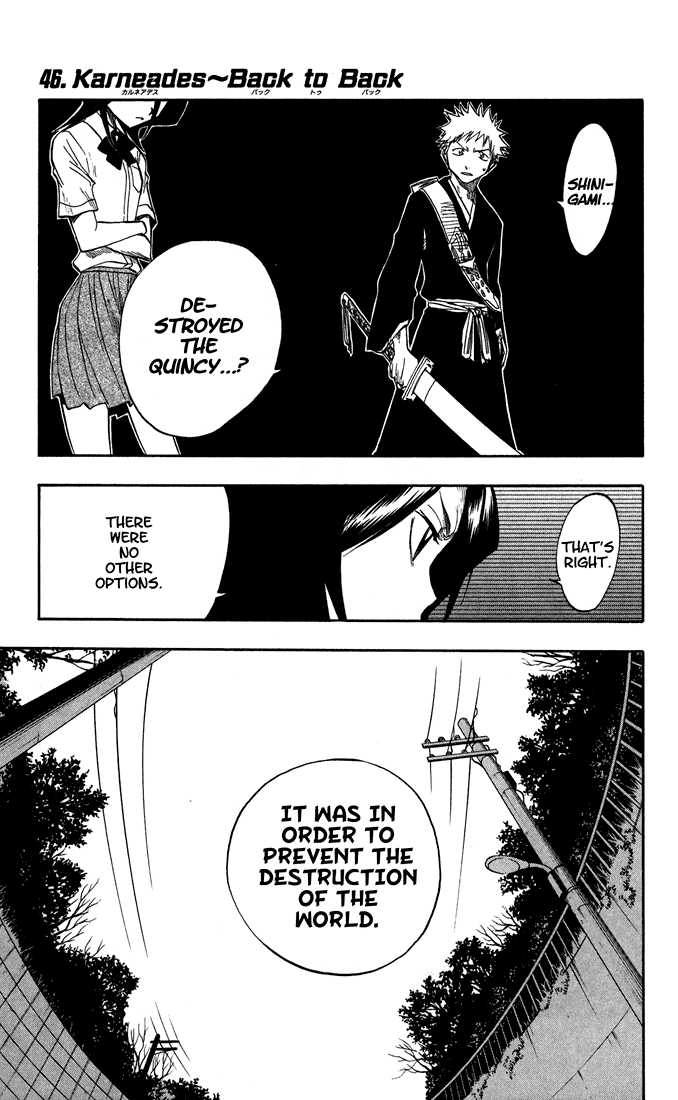 46. Karneades~Back to Back
カルネアデス バック トゥ バック
SHINI-
GAMI...
DE-
STROYED
THE
QUINCY...?
THAT'S
RIGHT.
THERE
WERE
NO
OTHER
OPTIONS.
IT WAS IN
ORDER TO
PREVENT THE
DESTRUCTION
OF THE
WORLD.